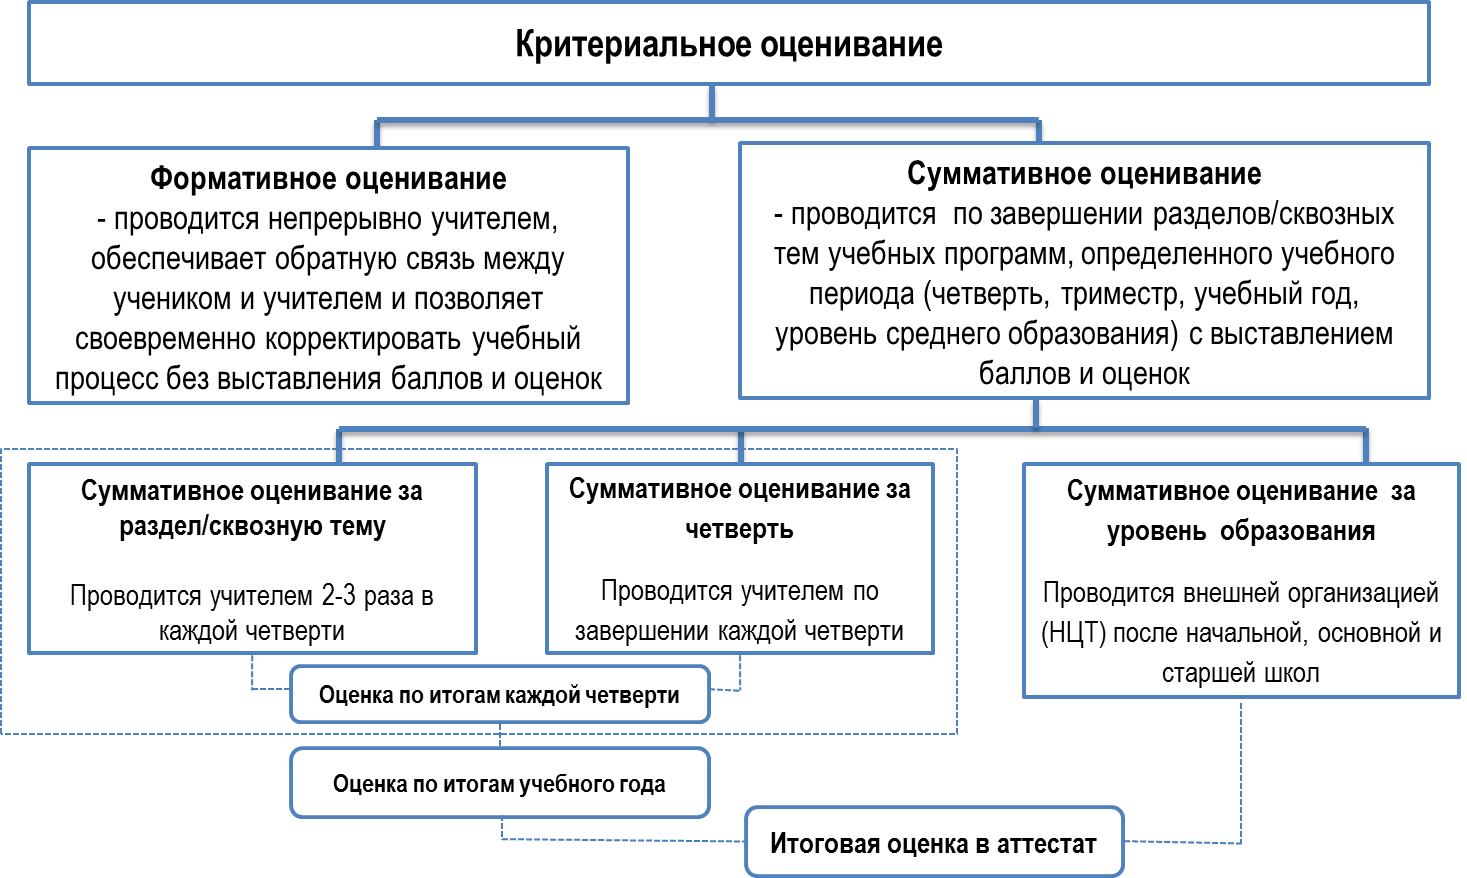 Критериальное оценивание
Формативное оценивание
- проводится непрерывно учителем,
обеспечивает обратную связь между
учеником и учителем и позволяет
своевременно корректировать учебный
процесс без выставления баллов и оценок
Суммативное оценивание
- проводится по завершении разделов/сквозных
тем учебных программ, определенного учебного
периода (четверть, триместр, учебный год,
уровень среднего образования) с выставлением
баллов и оценок
Суммативное оценивание за
раздел/сквозную тему
Проводится учителем 2-3 раза в
каждой четверти
Суммативное оценивание за
четверть
Проводится учителем по
завершении каждой четверти
Суммативное оценивание за
уровень образования
Проводится внешней организацией
(НЦТ) после начальной, основной и
старшей школ
Оценка по итогам каждой четверти
Оценка по итогам учебного года
Итоговая оценка в аттестат